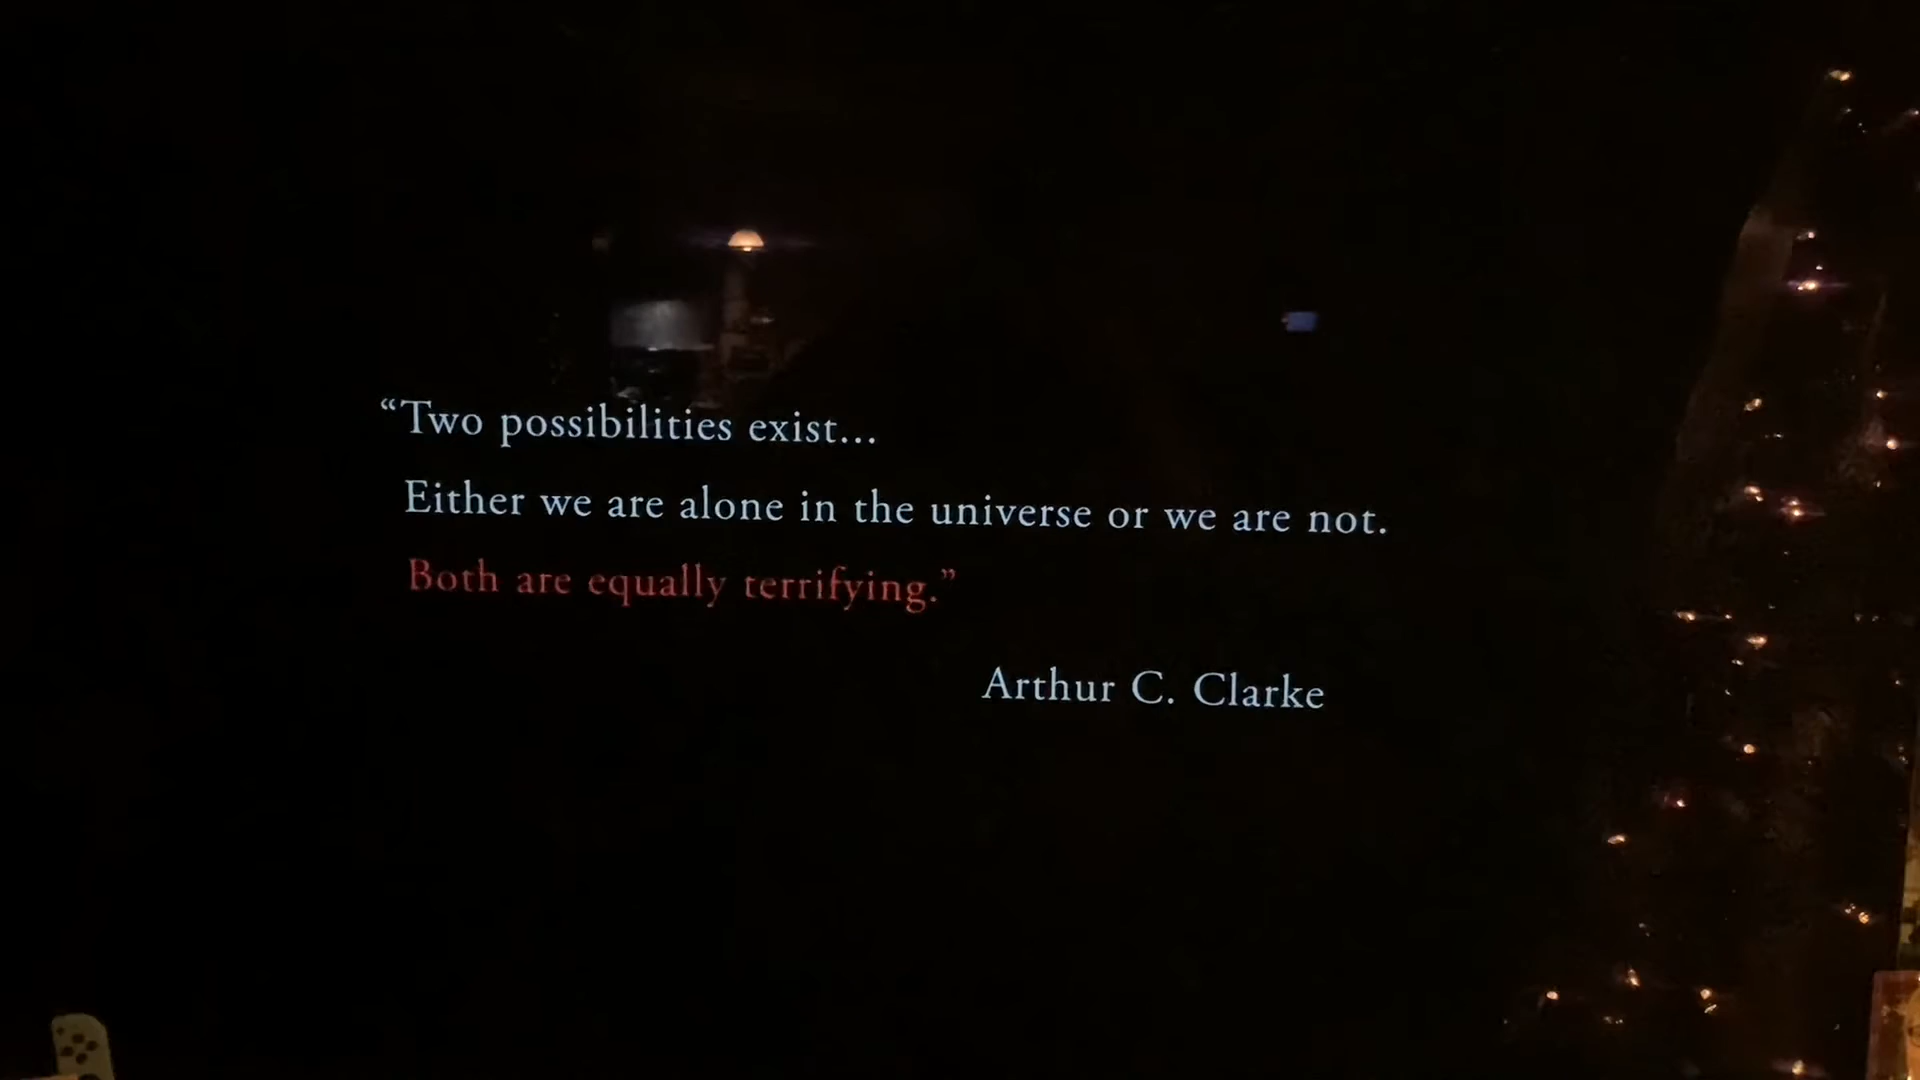 “Two possibilities exist...
Either we are alone in the universe or we are not.
Both are equally terrifying.”
Arthur C. Clarke